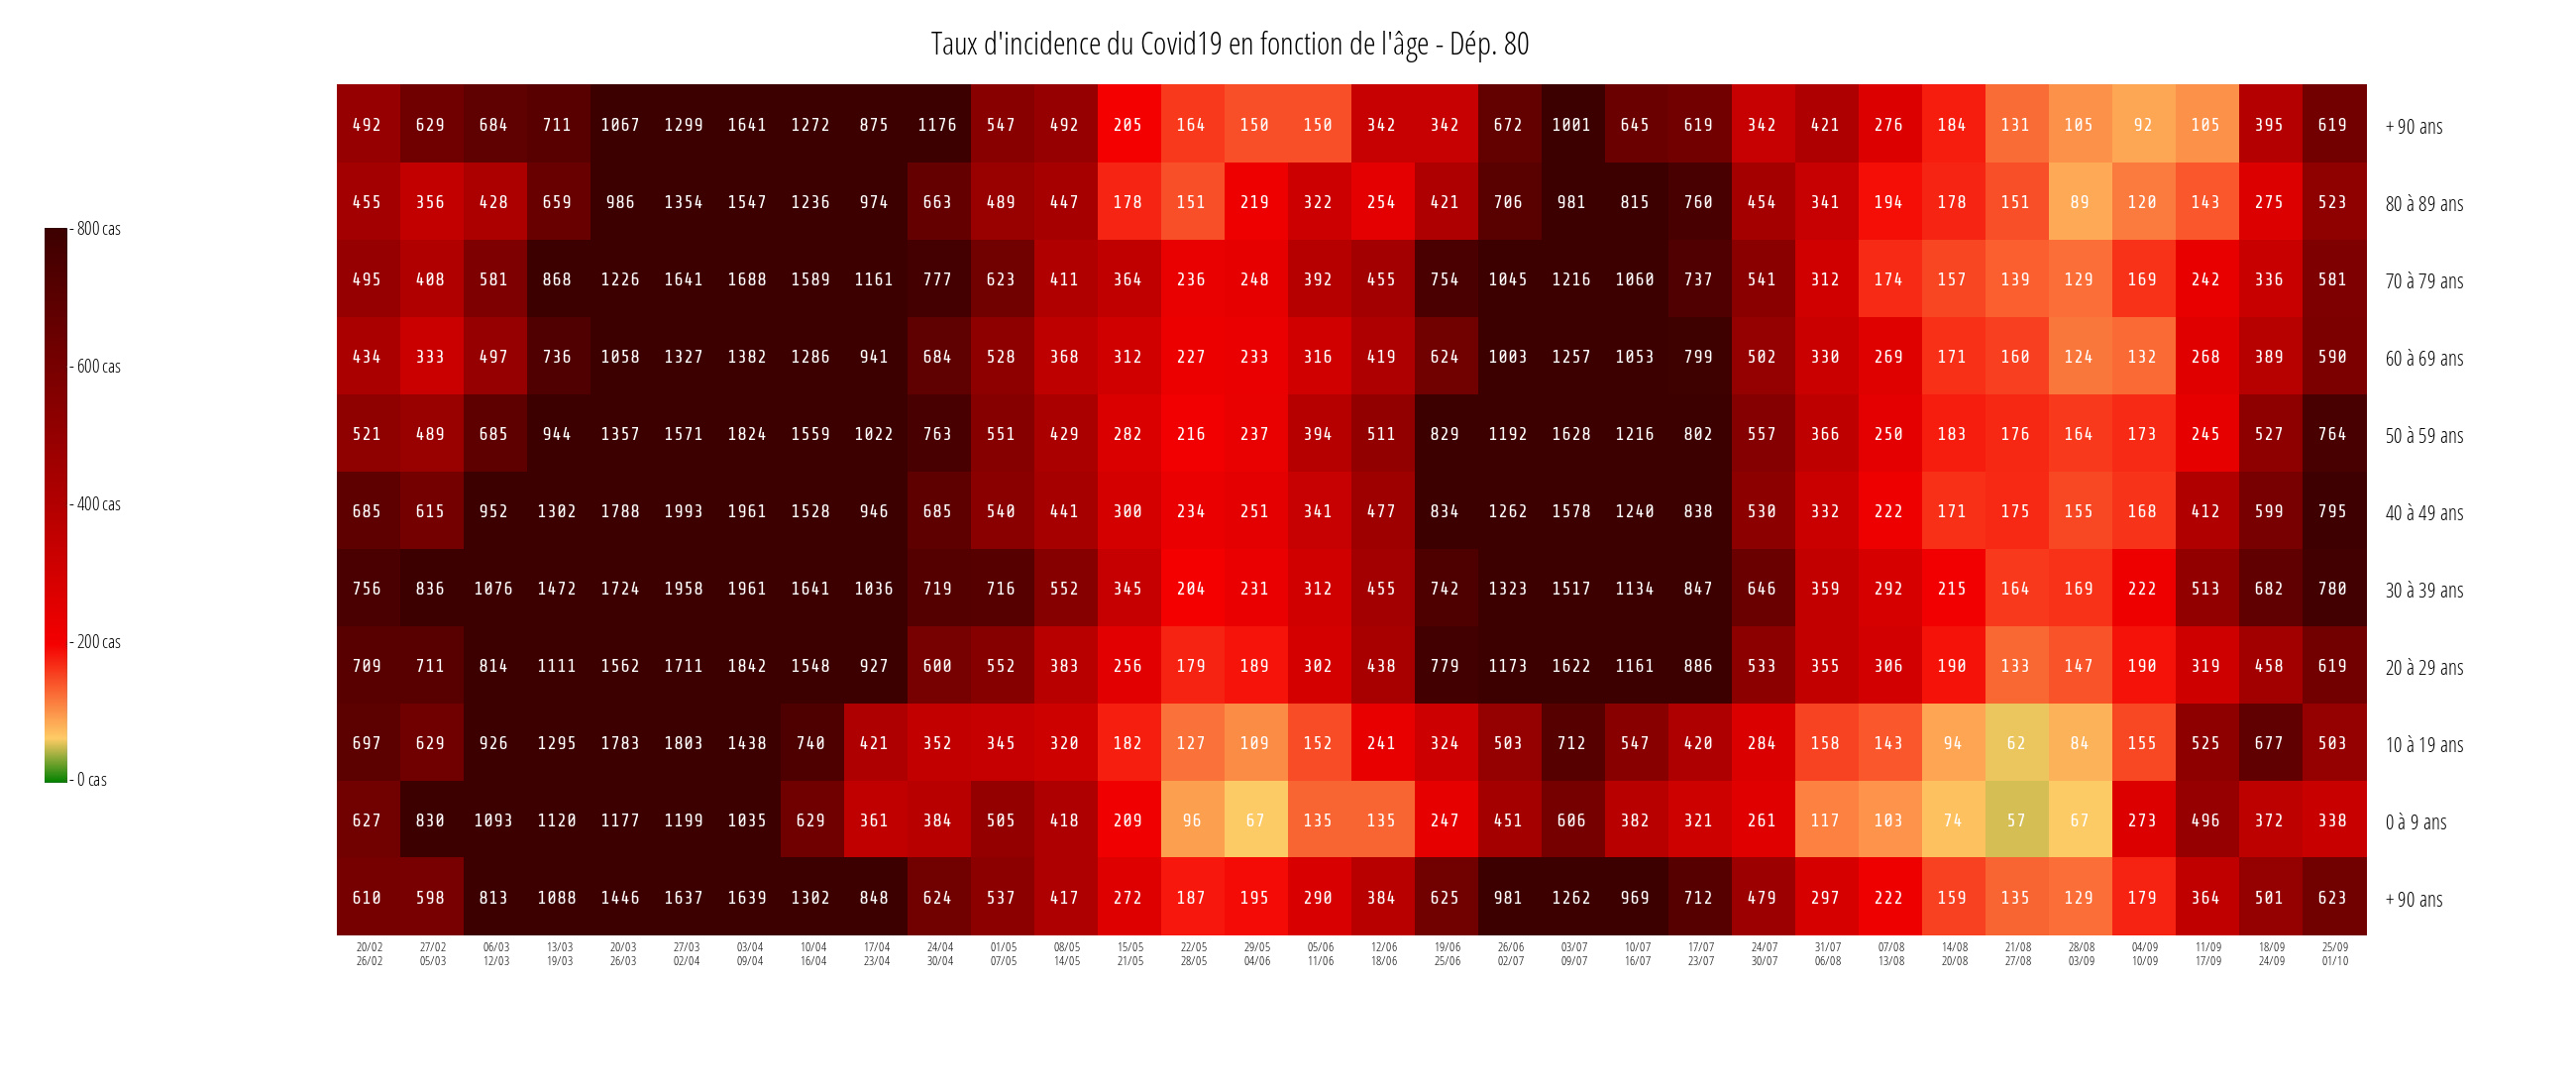 Taux d'incidence du Covid19 en fonction de l'âge - Dép. 80
- 800 cas
- 600 cas
- 400 cas
- 200 cas
- 0 cas
492 629 684 711 1067 1299 1641 1272 875 1176 547 492 205 164 150 150 342 342 672 1001 645 619 342 421 276 184 131 105 92 105 395 619 + 90 ans
455 356 428 659 986 1354 1547 1236 974 663 489 447 178 151 219 322 254 421 706 981 815 760 454 341 194 178 151 89 120 143 275 523 80 à 89 ans
495 408 581 868 1226 1641 1688 1589 1161 777 623 411 364 236 248 392 455 754 1045 1216 1060 737 541 312 174 157 139 129 169 242 336 581 70 à 79 ans
434 333 497 736 1058 1327 1382 1286 941 684 528 368 312 227 233 316 419 624 1003 1257 1053 799 502 330 269 171 160 124 132 268 389 590 60 à 69 ans
521 489 685 944 1357 1571 1824 1559 1022 763 551 429 282 216 237 394 511 829 1192 1628 1216 802 557 366 250 183 176 164 173 245 527 764 50 à 59 ans
685 615 952 1302 1788 1993 1961 1528 946 685 540 441 300 234 251 341 477 834 1262 1578 1240 838 530 332 222 171 175 155 168 412 599 795 40 à 49 ans
756 836 1076 1472 1724 1958 1961 1641 1036 719 716 552 345 204 231 312 455 742 1323 1517 1134 847 646 359 292 215 164 169 222 513 682 780 30 à 39 ans
709 711 814 1111 1562 1711 1842 1548 927 600 552 383 256 179 189 302 438 779 1173 1622 1161 886 533 355 306 190 133 147 190 319 458 619 20 à 29 ans
697 629 926 1295 1783 1803 1438 740 421 352 345 320 182 127 109 152 241 324 503 712 547 420 284 158 143 94 62 84 155 525 677 503 10 à 19 ans
627 830 1093 1120 1177 1199 1035 629 361 384 505 418 209 96 67 135 135 247 451 606 382 321 261 117 103 74 57 67 273 496 372 338 0 à 9 ans
610 598 813 1088 1446 1637 1639 1302 848 624 537 417 272 187 195 290 384 625 981 1262 969 712 479 297 222 159 135 129 179 364 501 623 + 90 ans
20/02 27/02 06/03 13/03 20/03 27/03 03/04 10/04 17/04 24/04 01/05 08/05 15/05 22/05 29/05 05/06 12/06 19/06 26/06 03/07 10/07 17/07 24/07 31/07 07/08 14/08 21/08 28/08 04/09 11/09 18/09 25/09
26/02 05/03 12/03 19/03 26/03 02/04 09/04 16/04 23/04 30/04 07/05 14/05 21/05 28/05 04/06 11/06 18/06 25/06 02/07 09/07 16/07 23/07 30/07 06/08 13/08 20/08 27/08 03/09 10/09 17/09 24/09 01/10